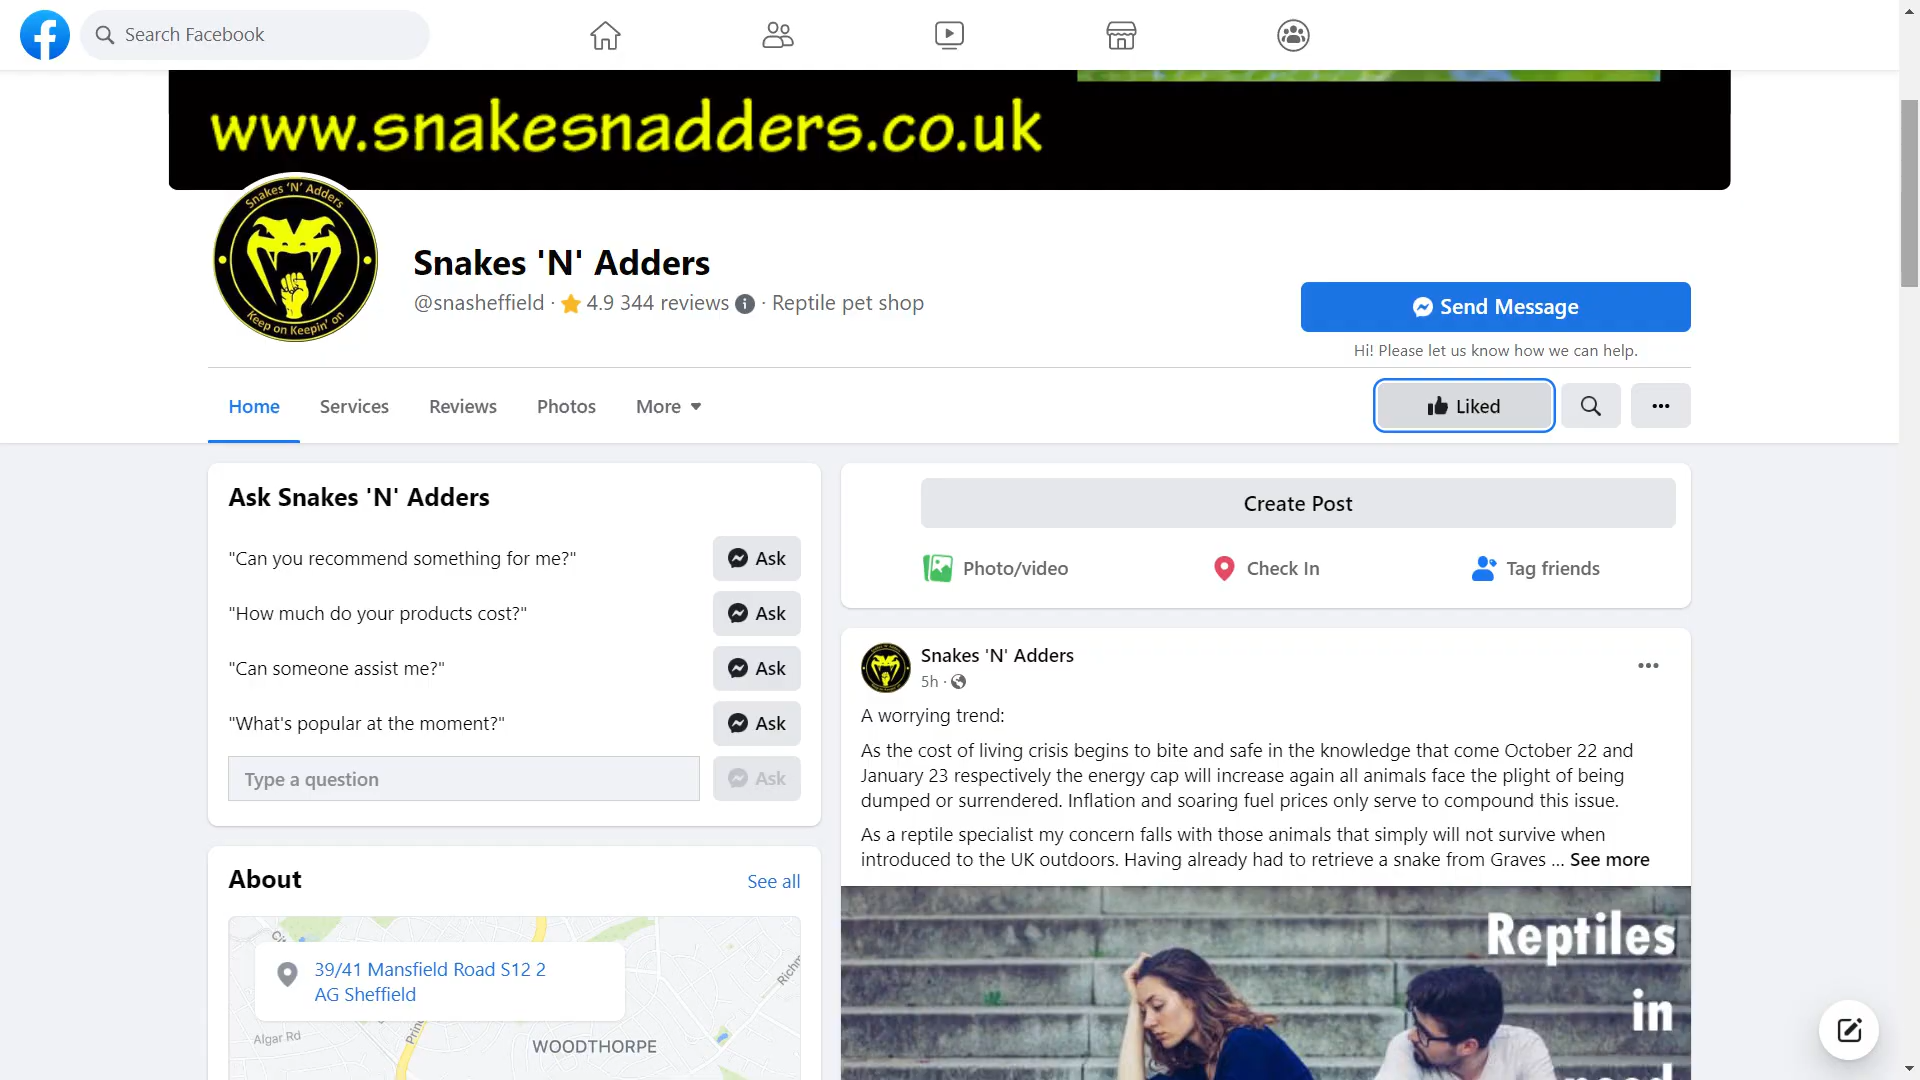 Search Facebook
www.snakesnadders.co.uk
Snakes 'N' Adders
Keep on Keepin' on
Snakes 'N' Adders
@snasheffield · 4.9 344 reviews · Reptile pet shop
Send Message
Hi! Please let us know how we can help.
Home
Services
Reviews
Photos
More
Liked
Ask Snakes 'N' Adders
"Can you recommend something for me?"
Ask
"How much do your products cost?"
Ask
"Can someone assist me?"
Ask
"What's popular at the moment?"
Ask
Type a question
Ask
About
See all
39/41 Mansfield Road S12 2
AG Sheffield
Algar Rd
WOODTHORPE
Create Post
Photo/video
Check In
Tag friends
Snakes 'N' Adders
5h ·
A worrying trend:
As the cost of living crisis begins to bite and safe in the knowledge that come October 22 and
January 23 respectively the energy cap will increase again all animals face the plight of being
dumped or surrendered. Inflation and soaring fuel prices only serve to compound this issue.
As a reptile specialist my concern falls with those animals that simply will not survive when
introduced to the UK outdoors. Having already had to retrieve a snake from Graves ... See more
Reptiles
in
need